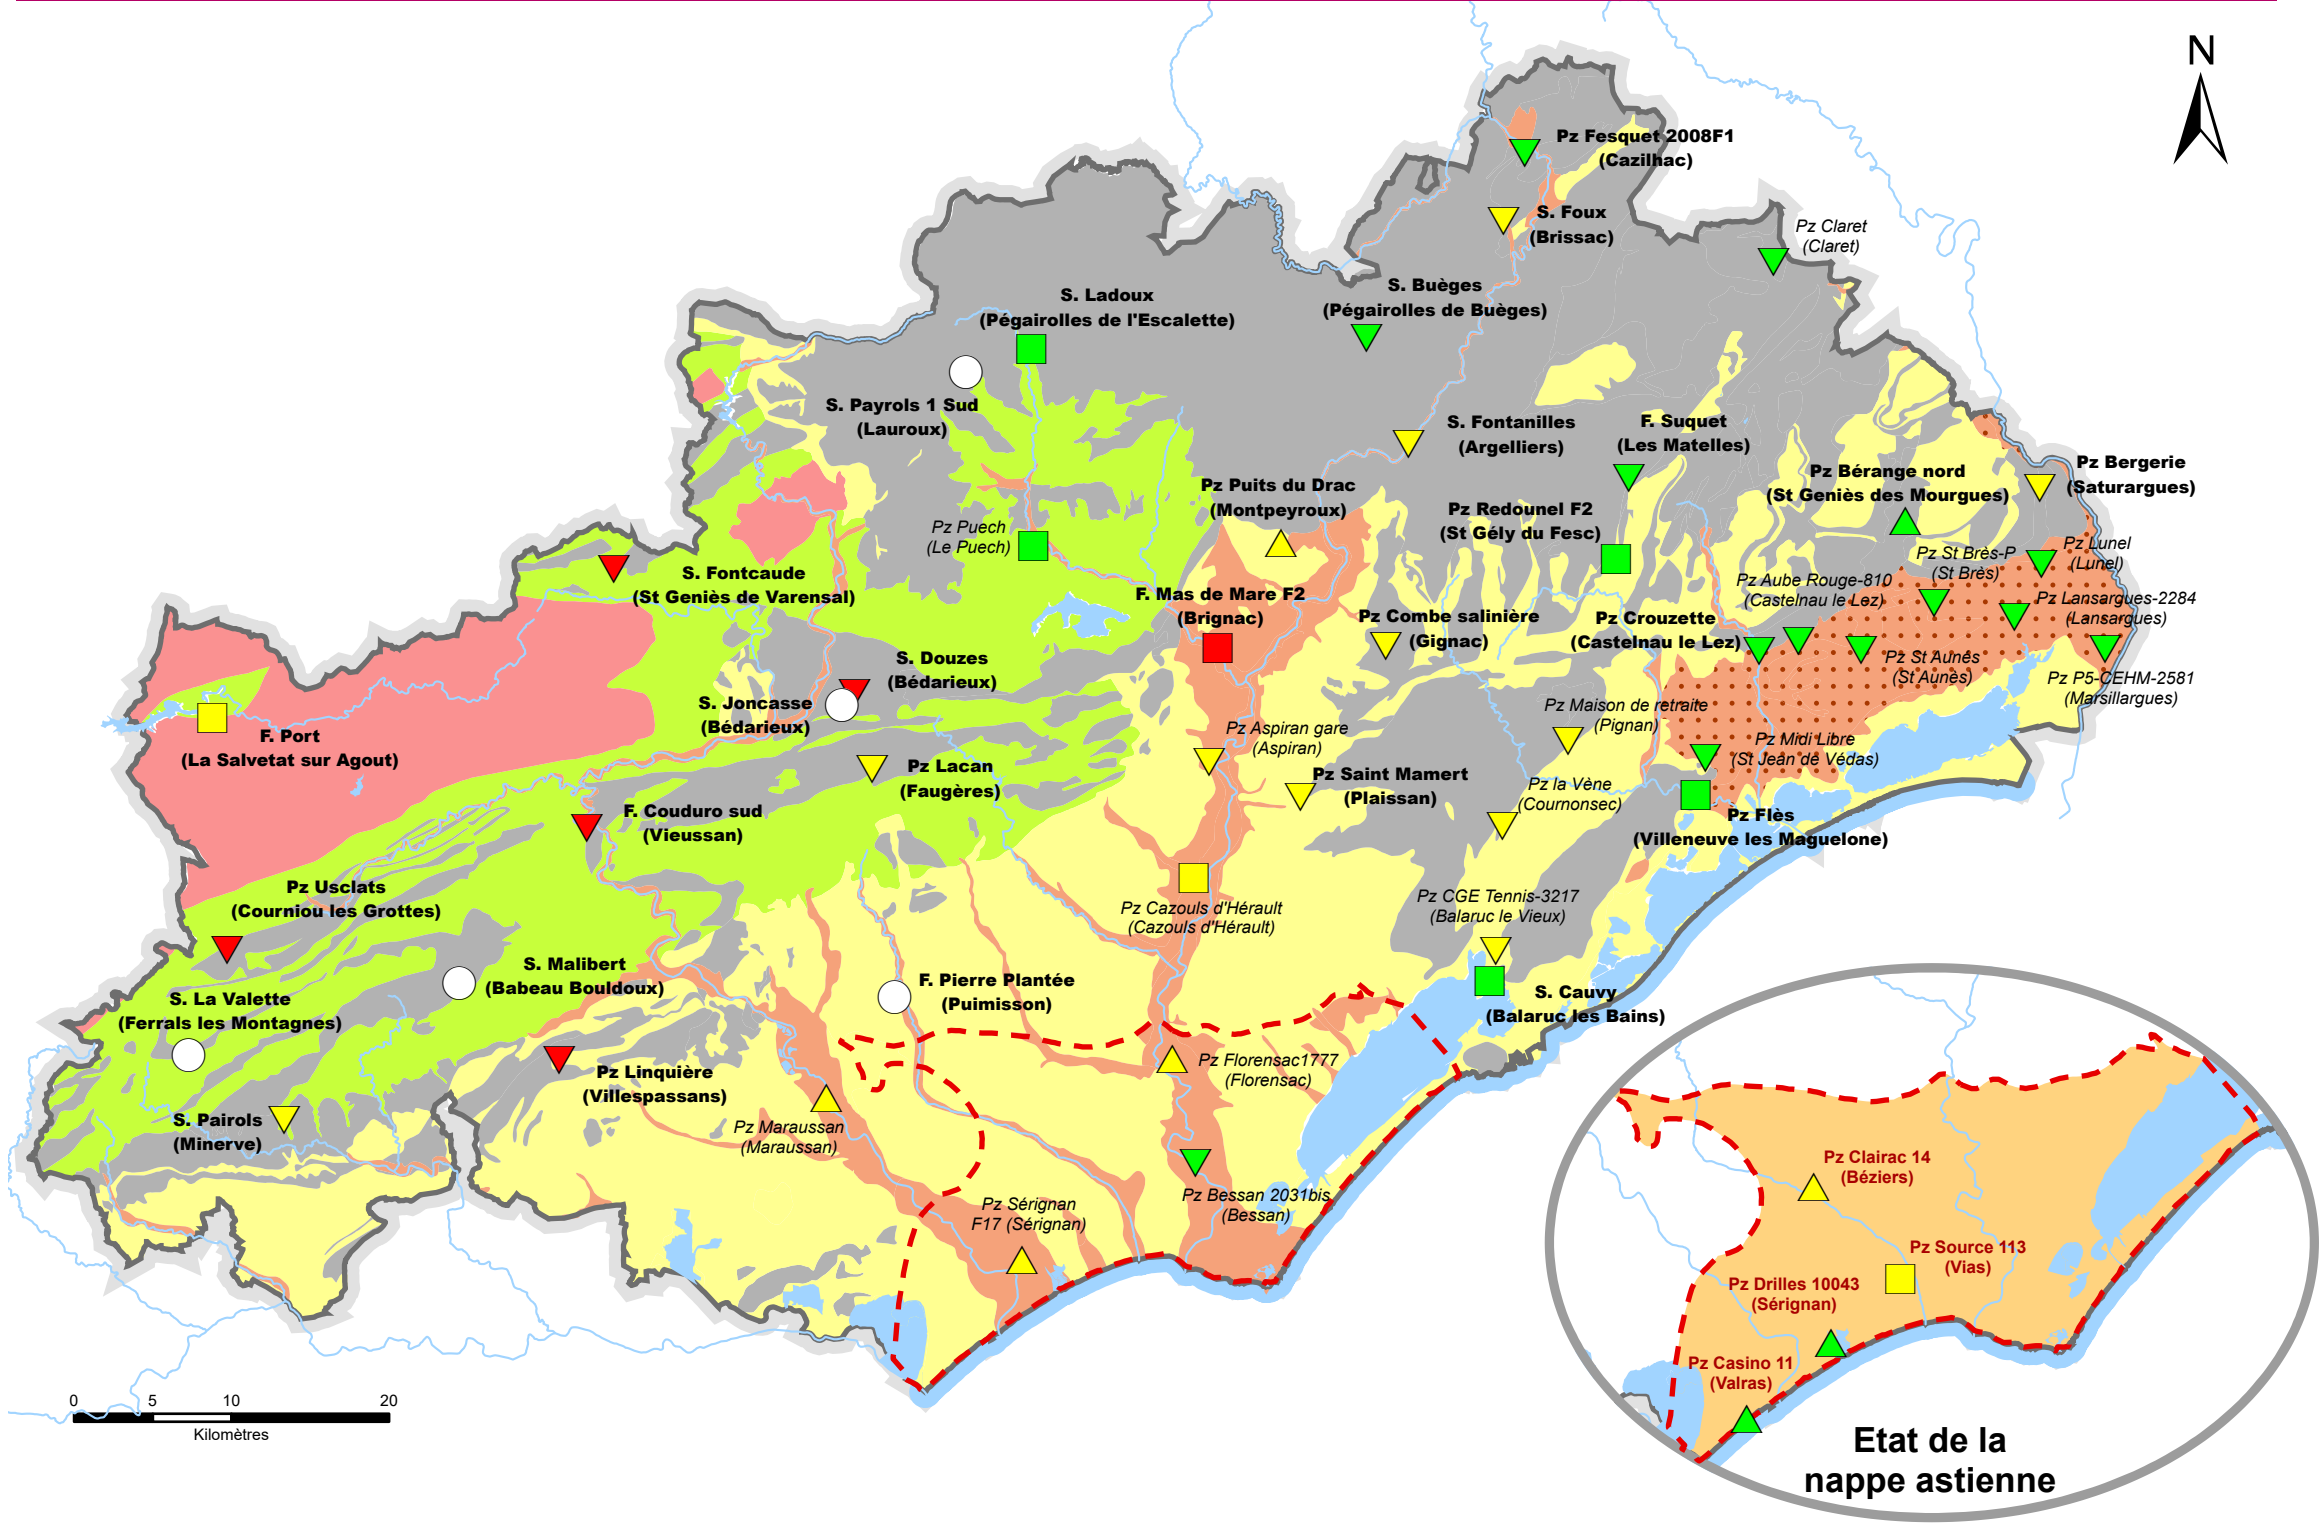 N
Pz Fesquet 2008F1
(Cazilhac)
S. Foux
(Brissac)
Pz Claret
(Claret)
S. Ladoux
(Pégairolles de l'Escalette)
S. Buèges
(Pégairolles de Buèges)
S. Payrols 1 Sud
(Lauroux)
S. Fontanilles
(Argelliers)
F. Suquet
(Les Matelles)
Pz Bérange nord
(St Geniès des Mourgues)
Pz Bergerie
(Saturargues)
Pz Puits du Drac
(Montpeyroux)
Pz Redounel F2
(St Gély du Fesc)
Pz Puech
(Le Puech)
Pz St Brès-P
(St Brès)
Pz Lunel
(Lunel)
S. Fontcaude
(St Geniès de Varensal)
Pz Aube Rouge-810
(Castelnau le Lez)
F. Mas de Mare F2
(Brignac)
Pz Combe salinière
(Gignac)
Pz Crouzette
(Castelnau le Lez)
Pz Lansargues-2284
(Lansargues)
S. Douzes
(Bédarieux)
Pz St Aunés
(St Aunès)
Pz P5-CEHM-2581
(Marsillargues)
S. Joncasse
(Bédarieux)
Pz Maison de retraite
(Pignan)
F. Port
(La Salvetat sur Agout)
Pz Aspiran gare
(Aspiran)
Pz Midi Libre
(St Jean de Védas)
Pz Lacan
(Faugères)
Pz Saint Mamert
(Plaissan)
Pz la Vène
(Cournonsec)
F. Couduro sud
(Vieussan)
Pz Flès
(Villeneuve les Maguelone)
Pz Usclats
(Courniou les Grottes)
Pz Cazouls d'Hérault
(Cazouls d'Hérault)
Pz CGE Tennis-3217
(Balaruc le Vieux)
S. Malibert
(Babeau Bouldoux)
F. Pierre Plantée
(Puimisson)
S. La Valette
(Ferrals les Montagnes)
S. Cauvy
(Balaruc les Bains)
Pz Linquière
(Villespassans)
Pz Florensac1777
(Florensac)
S. Pairols
(Minerve)
Pz Maraussan
(Maraussan)
Pz Sérignan
F17 (Sérignan)
Pz Bessan 2031bis
(Bessan)
Pz Clairac 14
(Béziers)
Pz Source 113
(Vias)
Pz Drilles 10043
(Sérignan)
Pz Casino 11
(Valras)
0 5 10 20
Kilomètres
Etat de la
nappe astienne